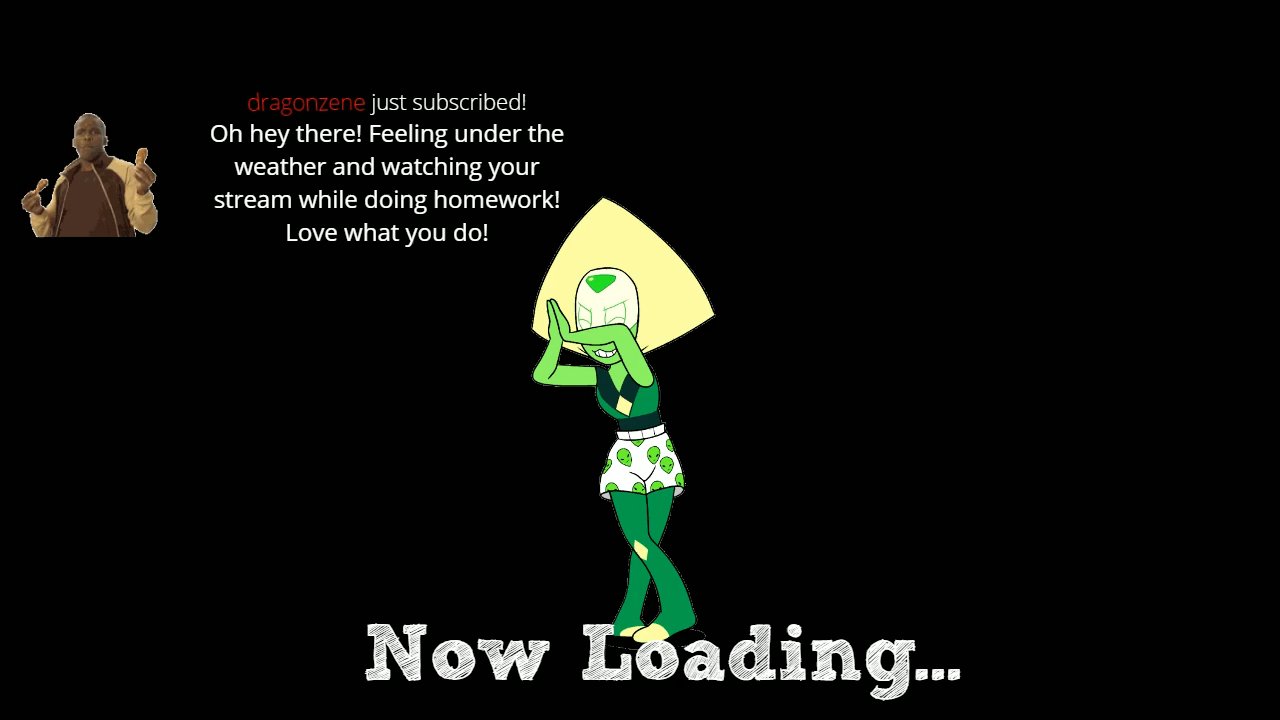 dragonzene just subscribed!
Oh hey there! Feeling under the
weather and watching your
stream while doing homework!
Love what you do!
Now Loading...